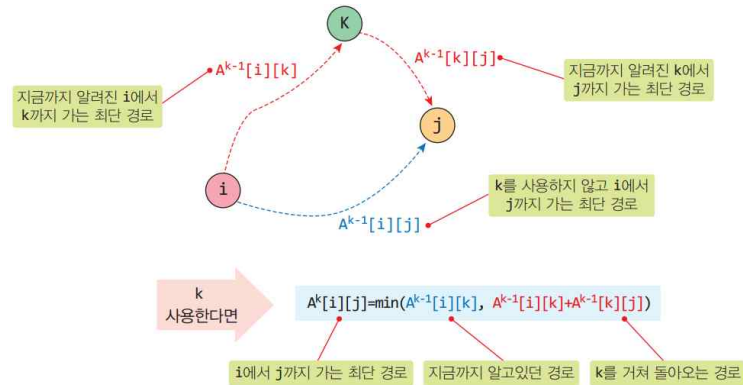 K
A^k-1[i][k]
A^k-1[k][j]
지금까지 알려진 i에서
k까지 가는 최단 경로
지금까지 알려진 k에서
j까지 가는 최단 경로
j
i
k를 사용하지 않고 i에서
j까지 가는 최단 경로
A^k-1[i][j]
k
사용한다면
A^k[i][j]=min(A^k-1[i][k], A^k-1[i][k]+A^k-1[k][j])
i에서 j까지 가는 최단 경로
지금까지 알고있던 경로
k를 거쳐 돌아오는 경로